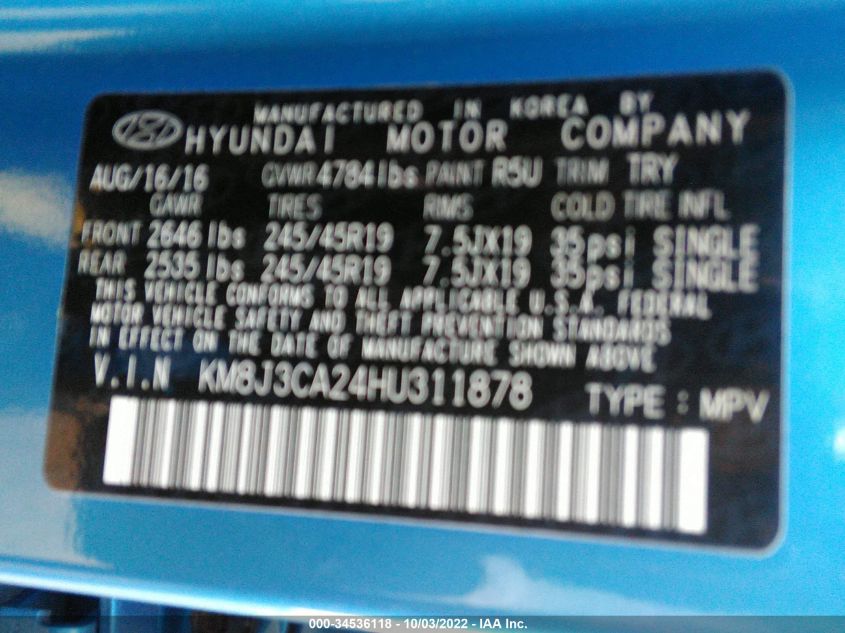 MANUFACTURED IN KOREA BY
HYUNDAI MOTOR COMPANY
AUG/16/16 GVWR 4784 lbs PAINT R5U TRIM TRY
GAWR TIRES RIMS COLD TIRE INFL
FRONT 2646 lbs 245/45R19 7.5JX19 35psi SINGLE
REAR 2535 lbs 245/45R19 7.5JX19 35psi SINGLE
THIS VEHICLE CONFORMS TO ALL APPLICABLE U.S.A. FEDERAL
MOTOR VEHICLE SAFETY AND THEFT PREVENTION STANDARDS
IN EFFECT ON THE DATE OF MANUFACTURE SHOWN ABOVE
V.I.N KM8J3CA24HU311878 TYPE : MPV
000-34536118 - 10/03/2022 - IAA Inc.